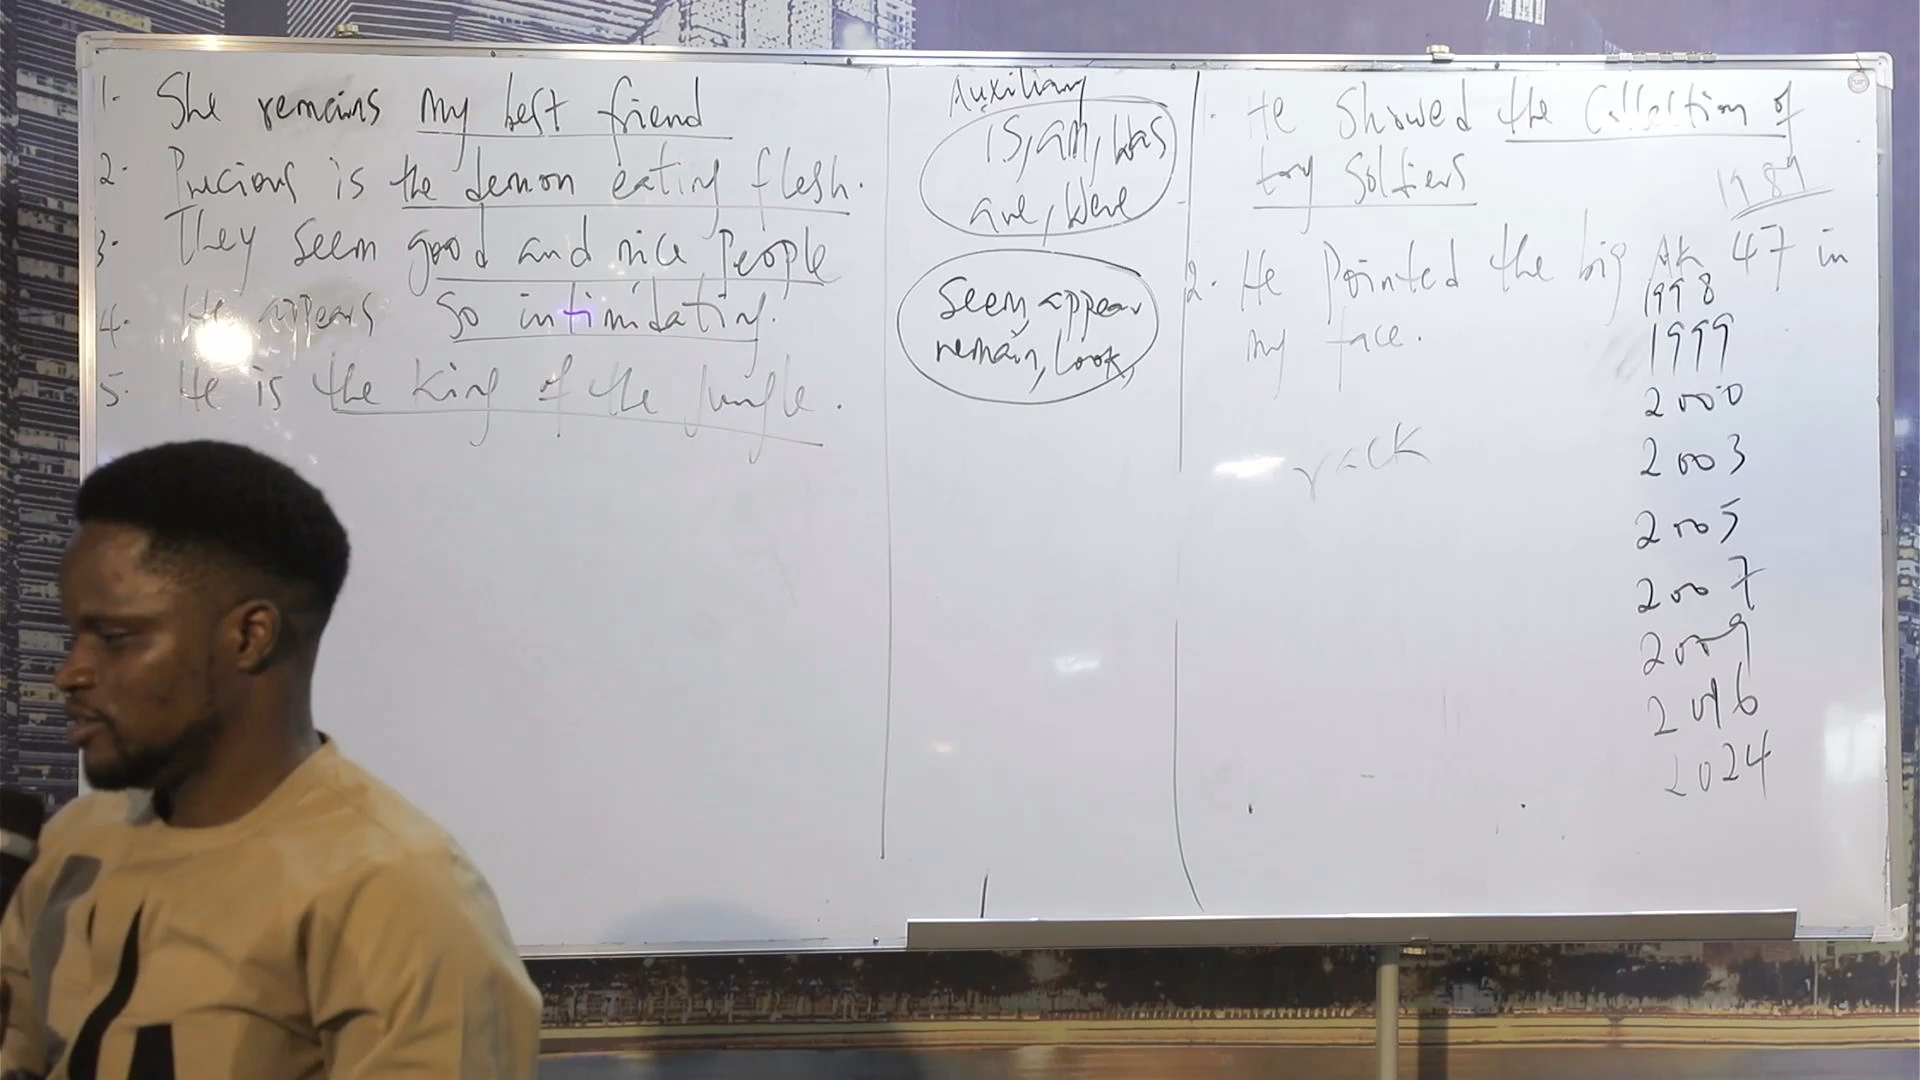 1. She remains my best friend
2. Precious is the demon eating flesh.
3. They seem good and nice people
4. He appears so intimidating.
5. He is the king of the jungle.
Auxiliary
is, am, was
are, were
Seem, appear
remain, look,
1. He showed the collection of
toy soldiers
1989
2. He pointed the big AK 47 in
my face.
rack
1998
1999
2000
2003
2005
2007
2009
2016
2024